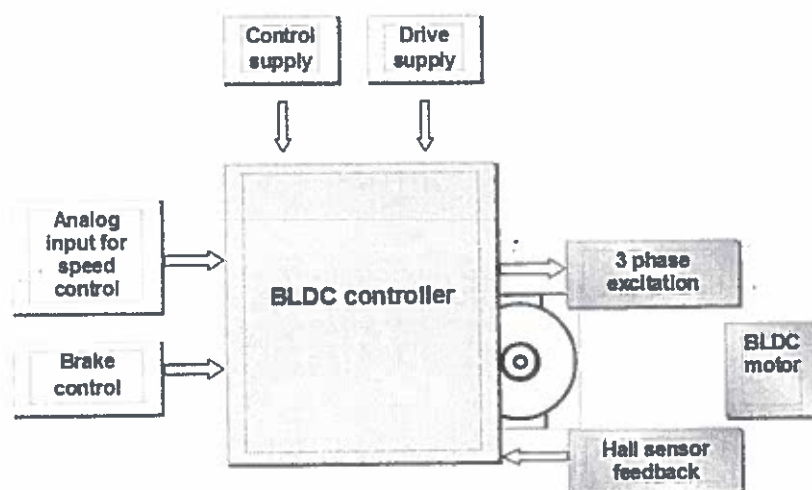 Control
supply
Drive
supply
Analog
input for
speed
control
BLDC controller
3 phase
excitation
BLDC
motor
Brake
control
Hall sensor
feedback